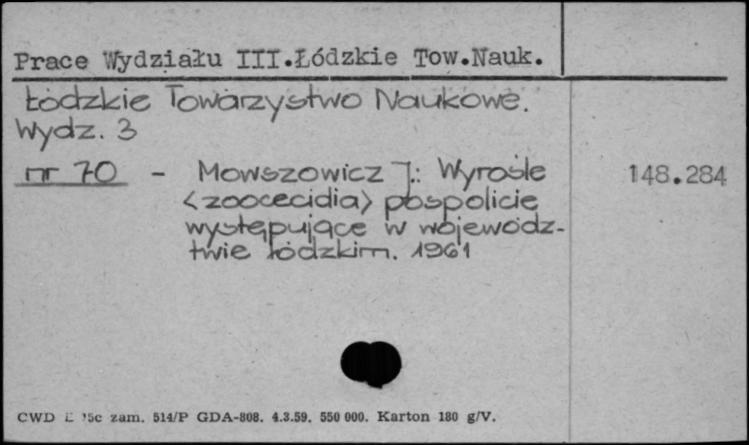 Prace Wydziału III.Łódzkie Tow.Nauk.
Łódzkie Towarzystwo Naukowe.
Wydz. 3
nr 70 - Mowszowicz J.: Wyrośle 148.284
<zoocecidia> pospolicie
występujące w wojewódz-
twie łódzkim. 1961
CWD zam. 514/P GDA-808. 4.3.59. 550 000. Karton 180 g/V.